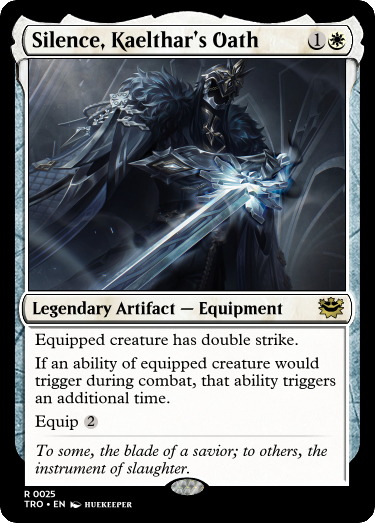 Silence, Kaelthar's Oath 1
Legendary Artifact — Equipment
Equipped creature has double strike.
If an ability of equipped creature would
trigger during combat, that ability triggers
an additional time.
Equip 2
To some, the blade of a savior; to others, the
instrument of slaughter.
R 0025
TRO • EN HUEKEEPER